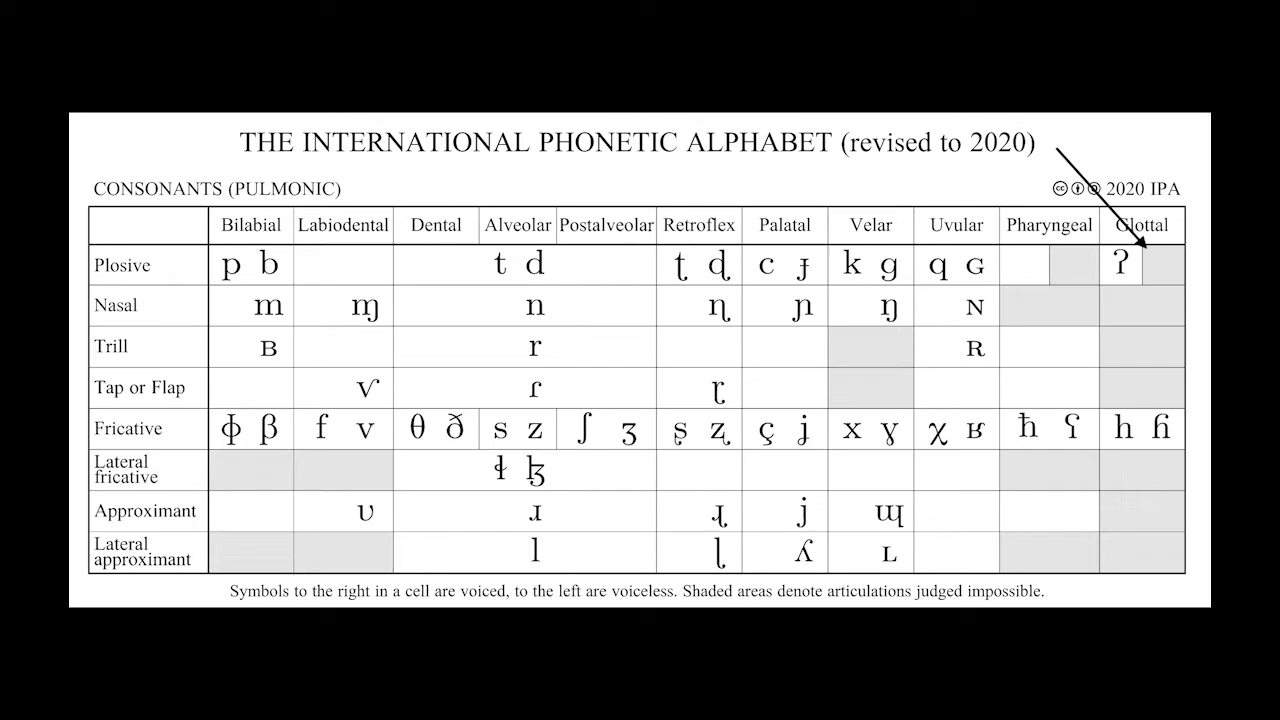 THE INTERNATIONAL PHONETIC ALPHABET (revised to 2020)
CONSONANTS (PULMONIC) 2020 IPA
Bilabial Labiodental Dental Alveolar Postalveolar Retroflex Palatal Velar Uvular Pharyngeal Glottal
Plosive p b t d ʈ ɖ c ɟ k ɡ q ɢ ʔ
Nasal m ɱ n ɳ ɲ ŋ ɴ
Trill ʙ r ʀ
Tap or Flap ⱱ ɾ ɽ
Fricative ɸ β f v θ ð s z ʃ ʒ ʂ ʐ ç ʝ x ɣ χ ʁ ħ ʕ h ɦ
Lateral
fricative ɬ ɮ
Approximant ʋ ɹ ɻ j ɰ
Lateral
approximant l ɭ ʎ ʟ
Symbols to the right in a cell are voiced, to the left are voiceless. Shaded areas denote articulations judged impossible.